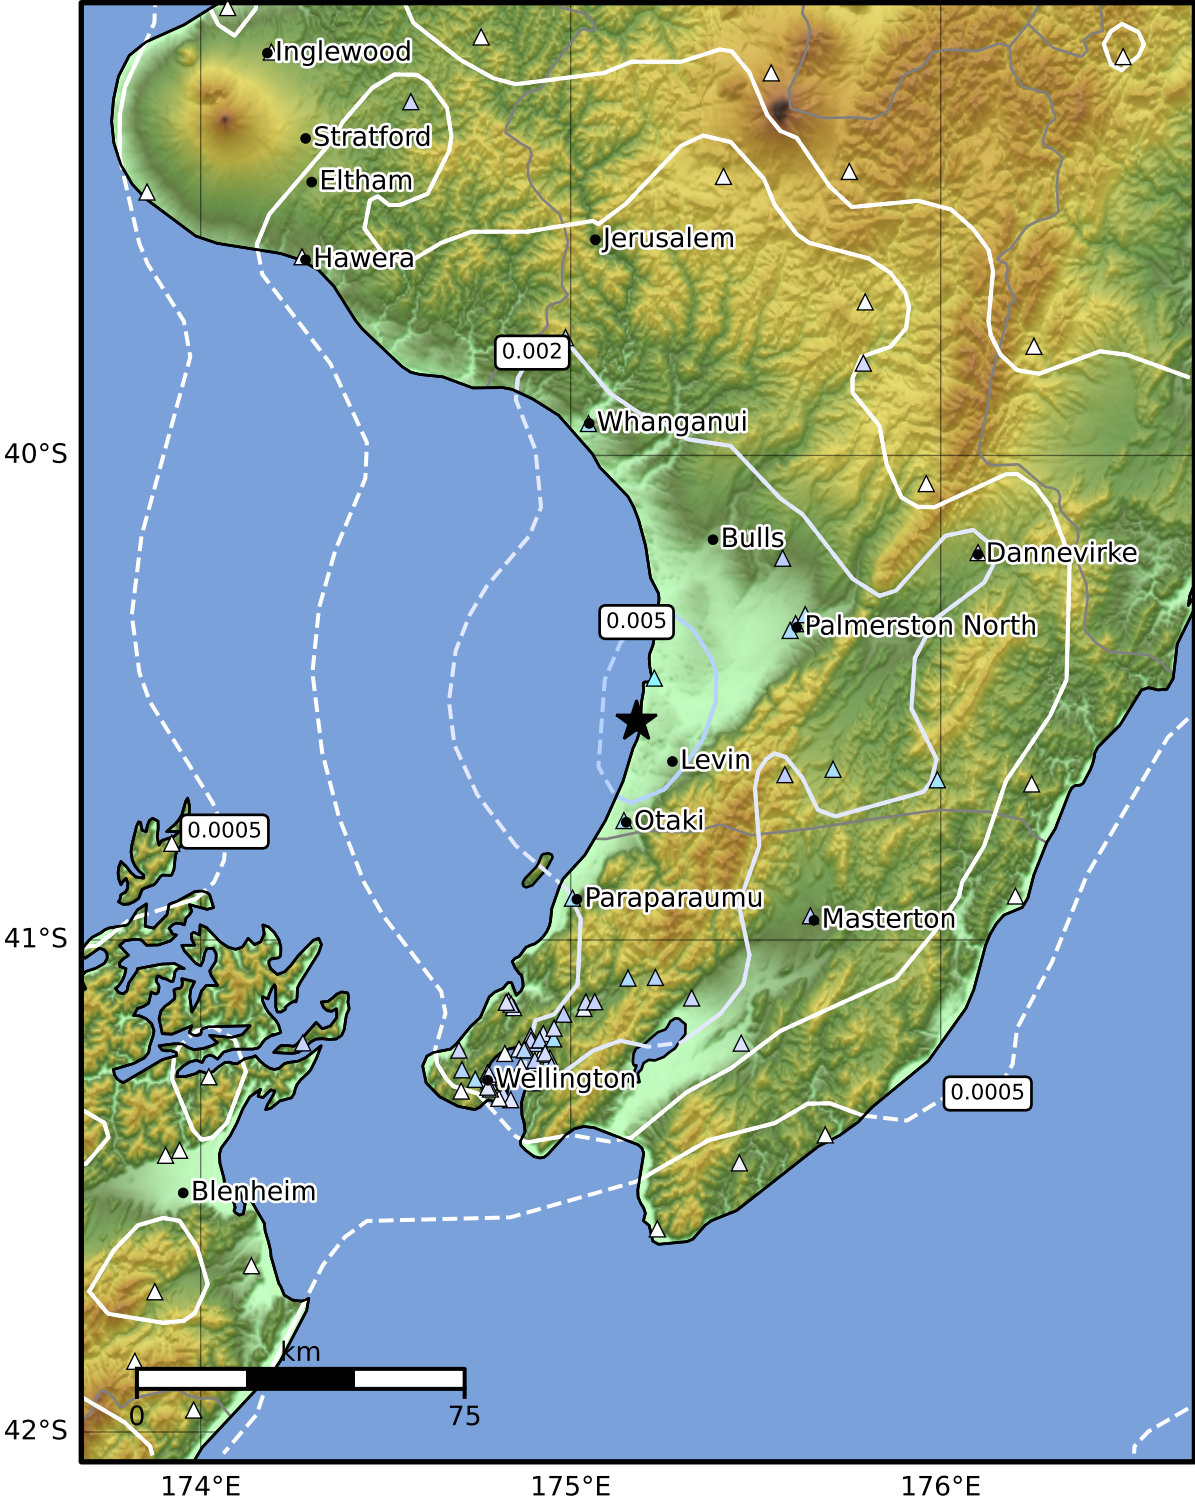 Inglewood
Stratford
Eltham
Jerusalem
Hawera
0.002
Whanganui
40°S
Bulls
Dannevirke
0.005
Palmerston North
Levin
Otaki
0.0005
Paraparaumu
Masterton
41°S
Wellington
0.0005
Blenheim
km
0 75
42°S
174°E 175°E 176°E